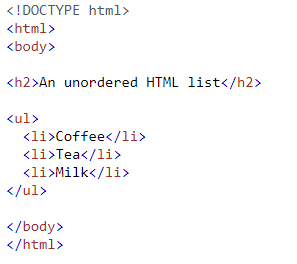 <!DOCTYPE html>
<html>
<body>

<h2>An unordered HTML list</h2>

<ul>
  <li>Coffee</li>
  <li>Tea</li>
  <li>Milk</li>
</ul>

</body>
</html>